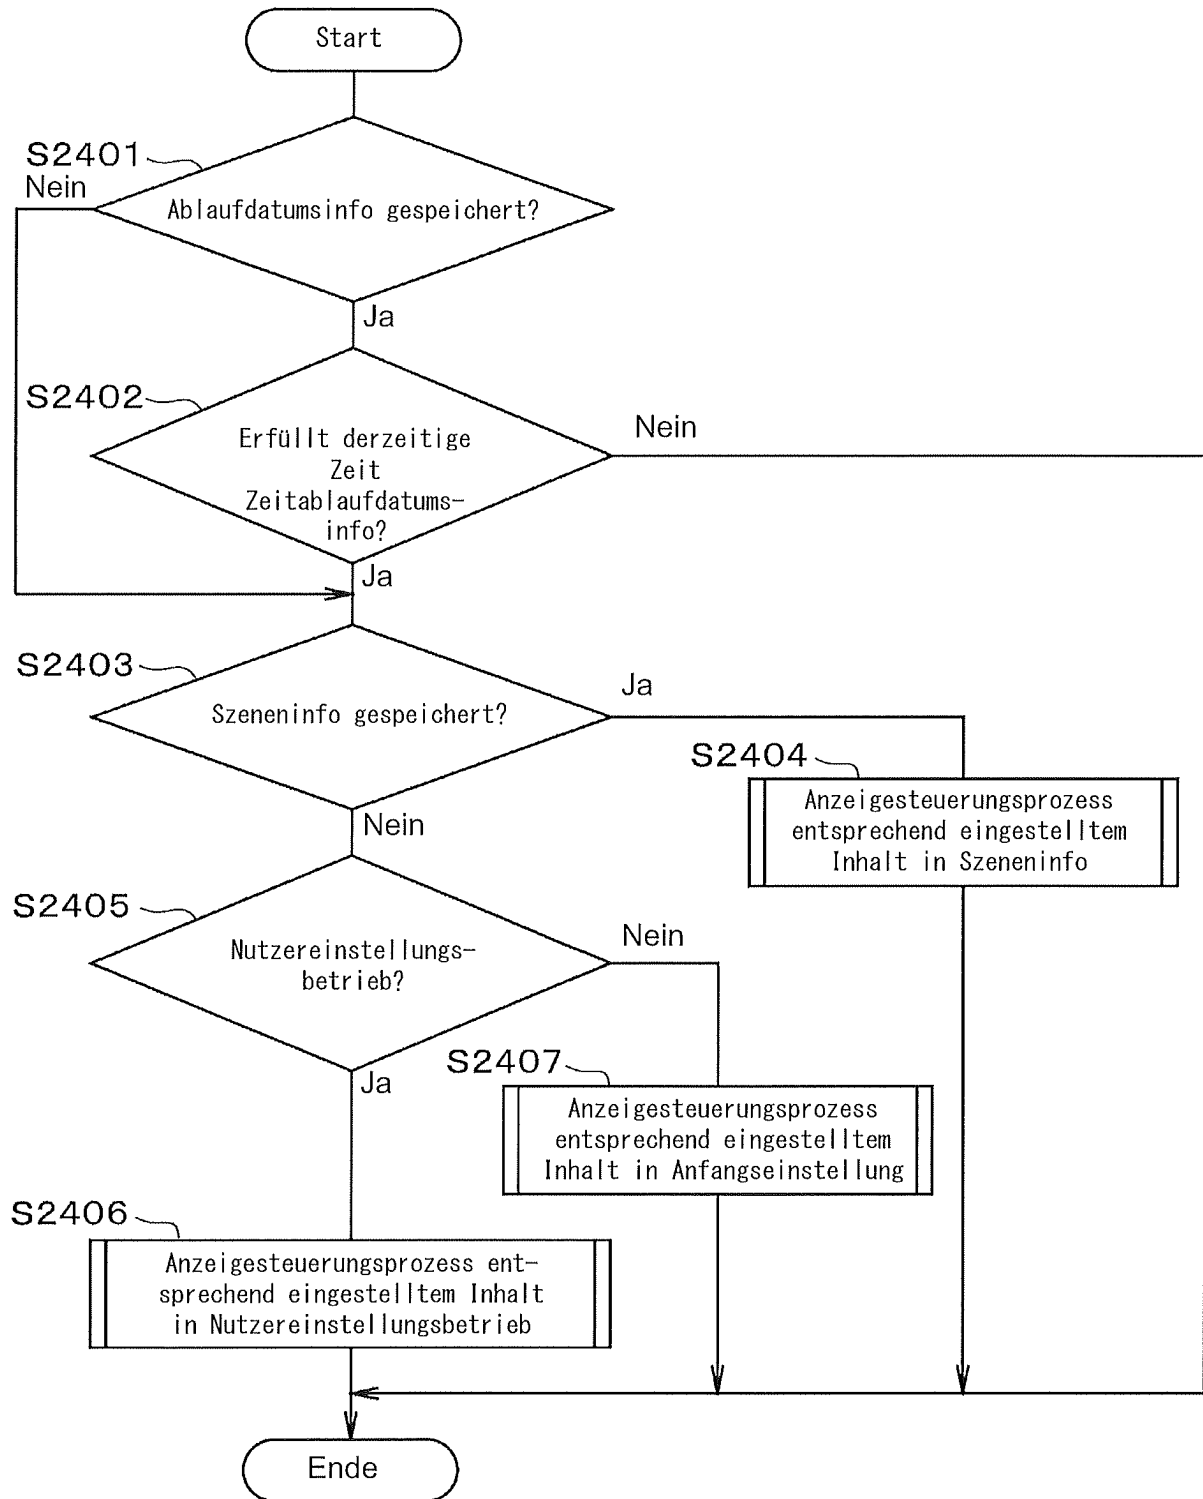 Start
S2401
Nein
Ablaufdatumsinfo gespeichert?
Ja
S2402
Nein
Erfüllt derzeitige
Zeit
Zeitablaufdatums-
info?
Ja
S2403
Ja
Szeneninfo gespeichert?
S2404
Anzeigesteuerungsprozess
entsprechend eingestelltem
Inhalt in Szeneninfo
Nein
S2405
Nein
Nutzereinstellungs-
betrieb?
S2407
Ja
Anzeigesteuerungsprozess
entsprechend eingestelltem
Inhalt in Anfangseinstellung
S2406
Anzeigesteuerungsprozess ent-
sprechend eingestelltem Inhalt
in Nutzereinstellungsbetrieb
Ende